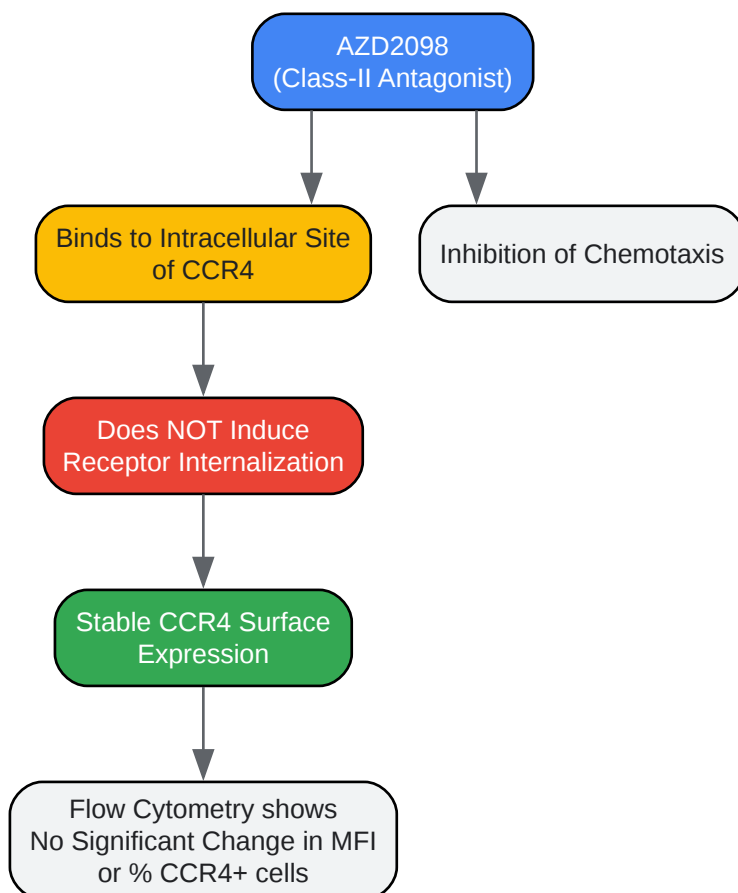 AZD2098
(Class-II Antagonist)
Binds to Intracellular Site
of CCR4
Inhibition of Chemotaxis
Does NOT Induce
Receptor Internalization
Stable CCR4 Surface
Expression
Flow Cytometry shows
No Significant Change in MFI
or % CCR4+ cells